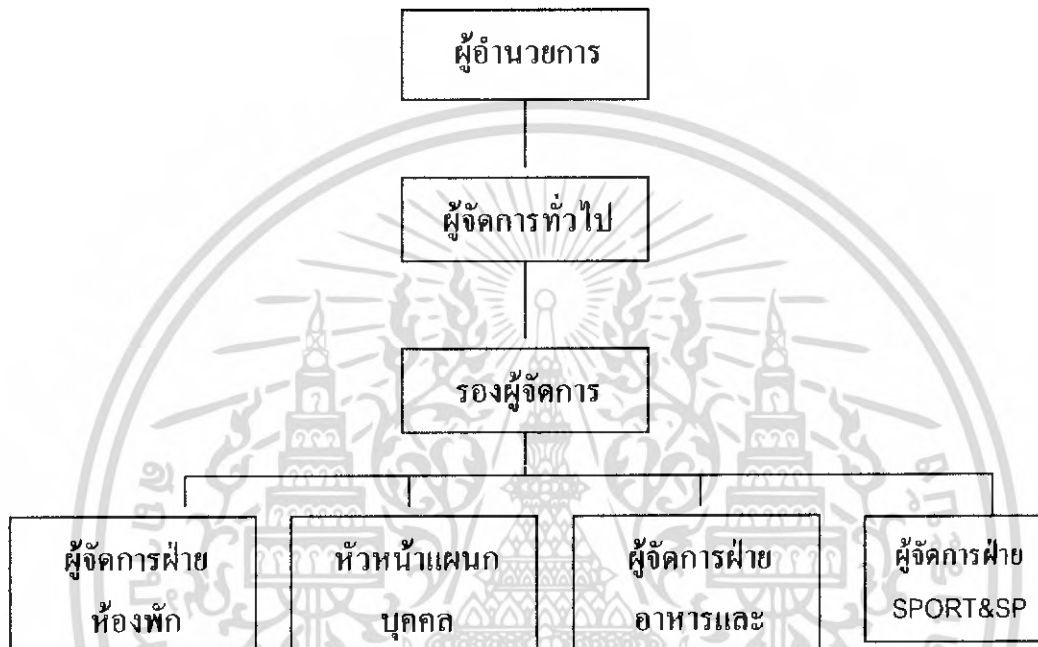 ผู้อำนวยการ
ผู้จัดการทั่วไป
รองผู้จัดการ
ผู้จัดการฝ่าย
ห้องพัก
หัวหน้าแผนก
บุคคล
ผู้จัดการฝ่าย
อาหารและ
ผู้จัดการฝ่าย
SPORT&SP